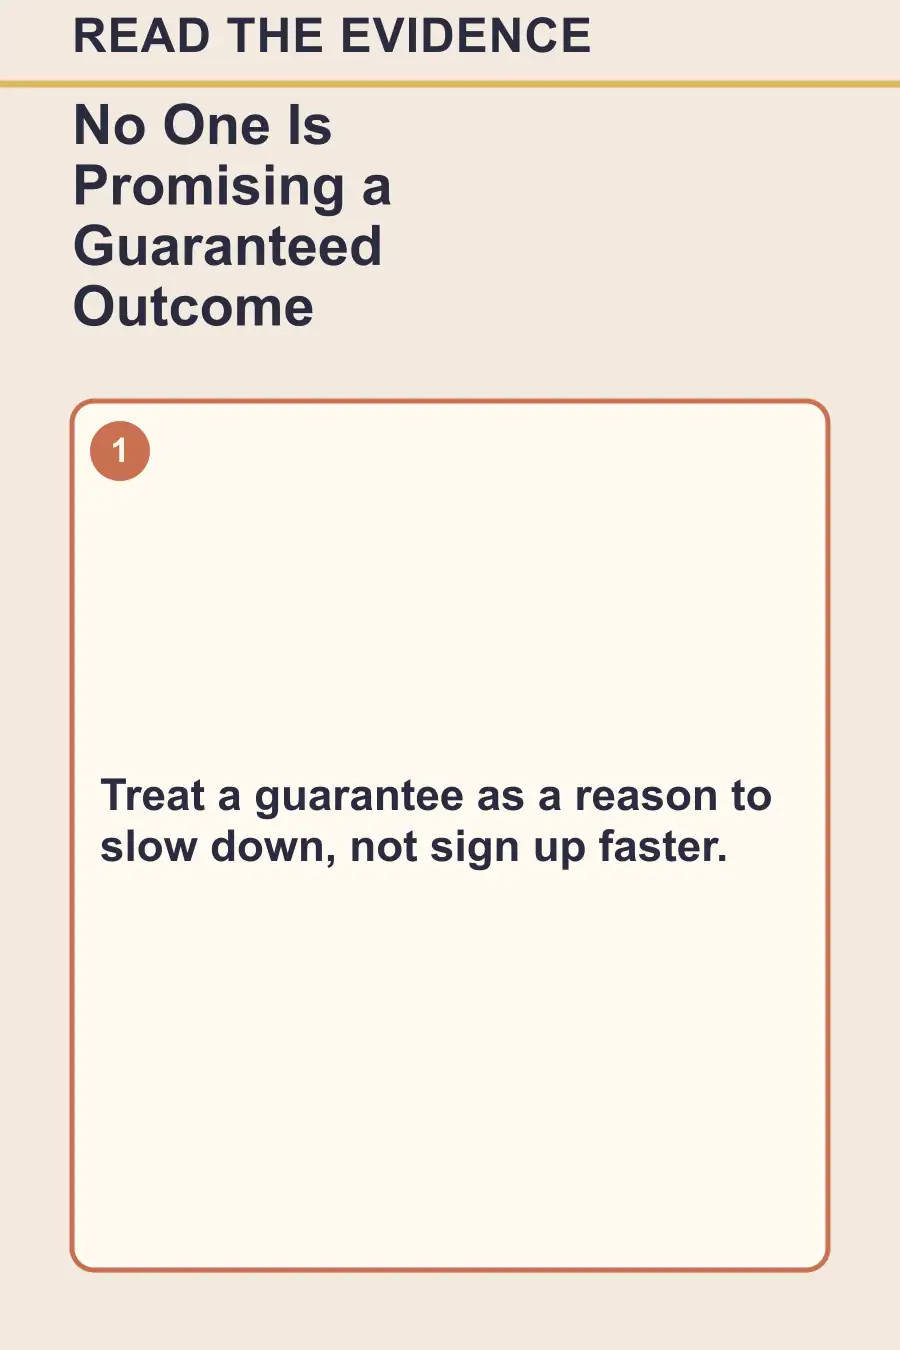 READ THE EVIDENCE
No One Is
Promising a
Guaranteed
Outcome
1
Treat a guarantee as a reason to
slow down, not sign up faster.